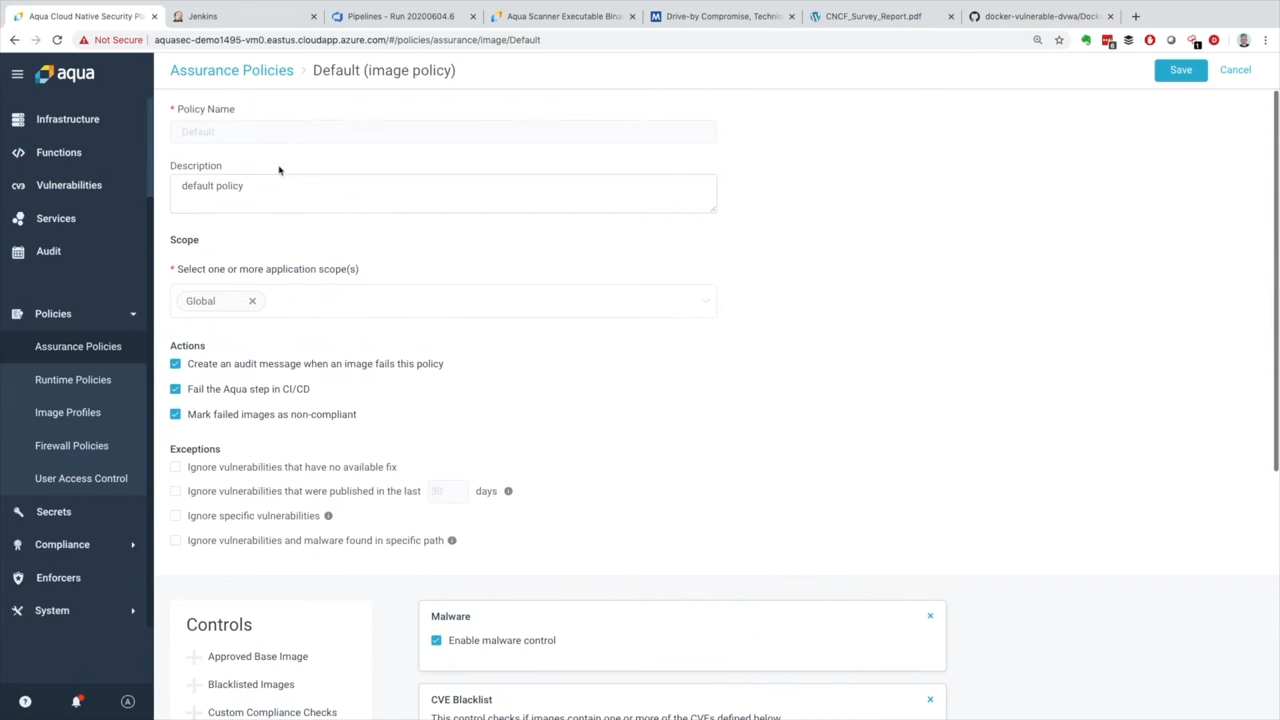 Aqua Cloud Native Security Pla
Jenkins
Pipelines - Run 20200604.6
Aqua Scanner Executable Binar
Drive-by Compromise, Techniq
CNCF_Survey_Report.pdf
docker-vulnerable-dvwa/Docke
Not Secure
aquasec-demo1495-vm0.eastus.cloudapp.azure.com/#/policies/assurance/image/Default
aqua
Assurance Policies > Default (image policy)
Save
Cancel
Infrastructure
Functions
Vulnerabilities
Services
Audit
Policies
Assurance Policies
Runtime Policies
Image Profiles
Firewall Policies
User Access Control
Secrets
Compliance
Enforcers
System
* Policy Name
Default
Description
default policy
Scope
* Select one or more application scope(s)
Global
Actions
Create an audit message when an image fails this policy
Fail the Aqua step in CI/CD
Mark failed images as non-compliant
Exceptions
Ignore vulnerabilities that have no available fix
Ignore vulnerabilities that were published in the last 30 days
Ignore specific vulnerabilities
Ignore vulnerabilities and malware found in specific path
Controls
Approved Base Image
Blacklisted Images
Custom Compliance Checks
Malware
Enable malware control
CVE Blacklist
This control checks if images contain one or more of the CVEs defined below.